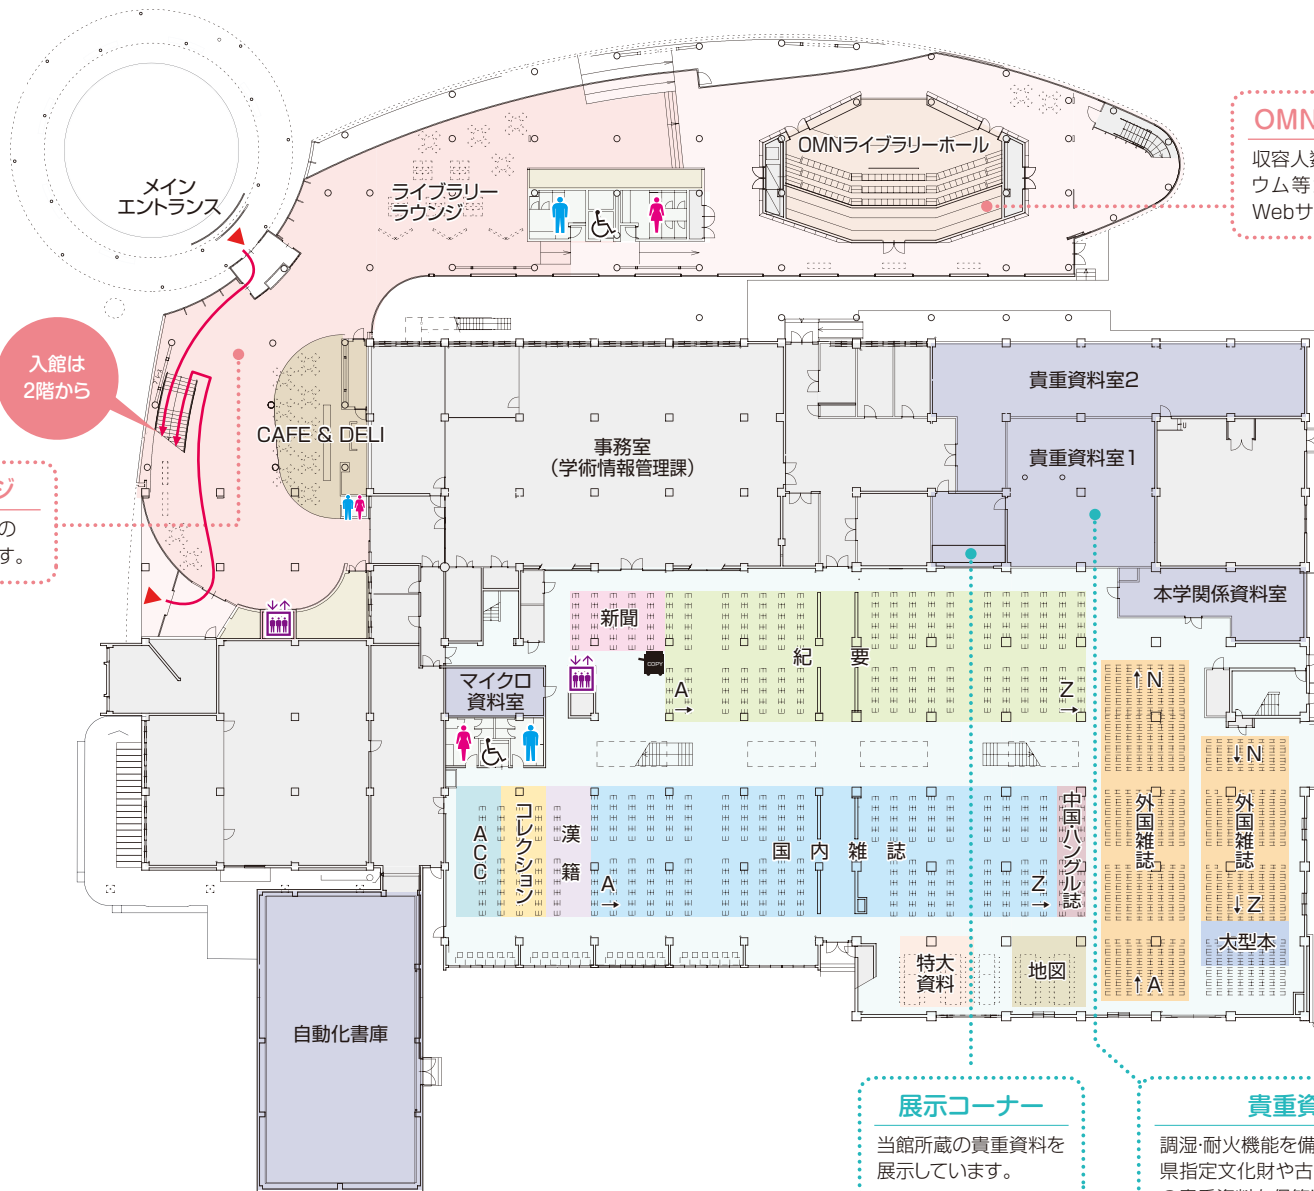 メイン
エントランス
ライブラリー
ラウンジ
OMNライブラリーホール
OMN
収容人
ウム等
Webサ
入館は
2階から
CAFE & DELI
事務室
(学術情報管理課)
貴重資料室2
貴重資料室1
ジ
の
す。
本学関係資料室
新聞
COPY
紀要
A
Z
マイクロ
資料室
N
N
ACC
コレクション
漢籍
国内雑誌
A
Z
中国・ハングル誌
外国雑誌
外国雑誌
Z
A
大型本
特大
資料
地図
自動化書庫
展示コーナー
当館所蔵の貴重資料を
展示しています。
貴重資
調湿・耐火機能を備
県指定文化財や古